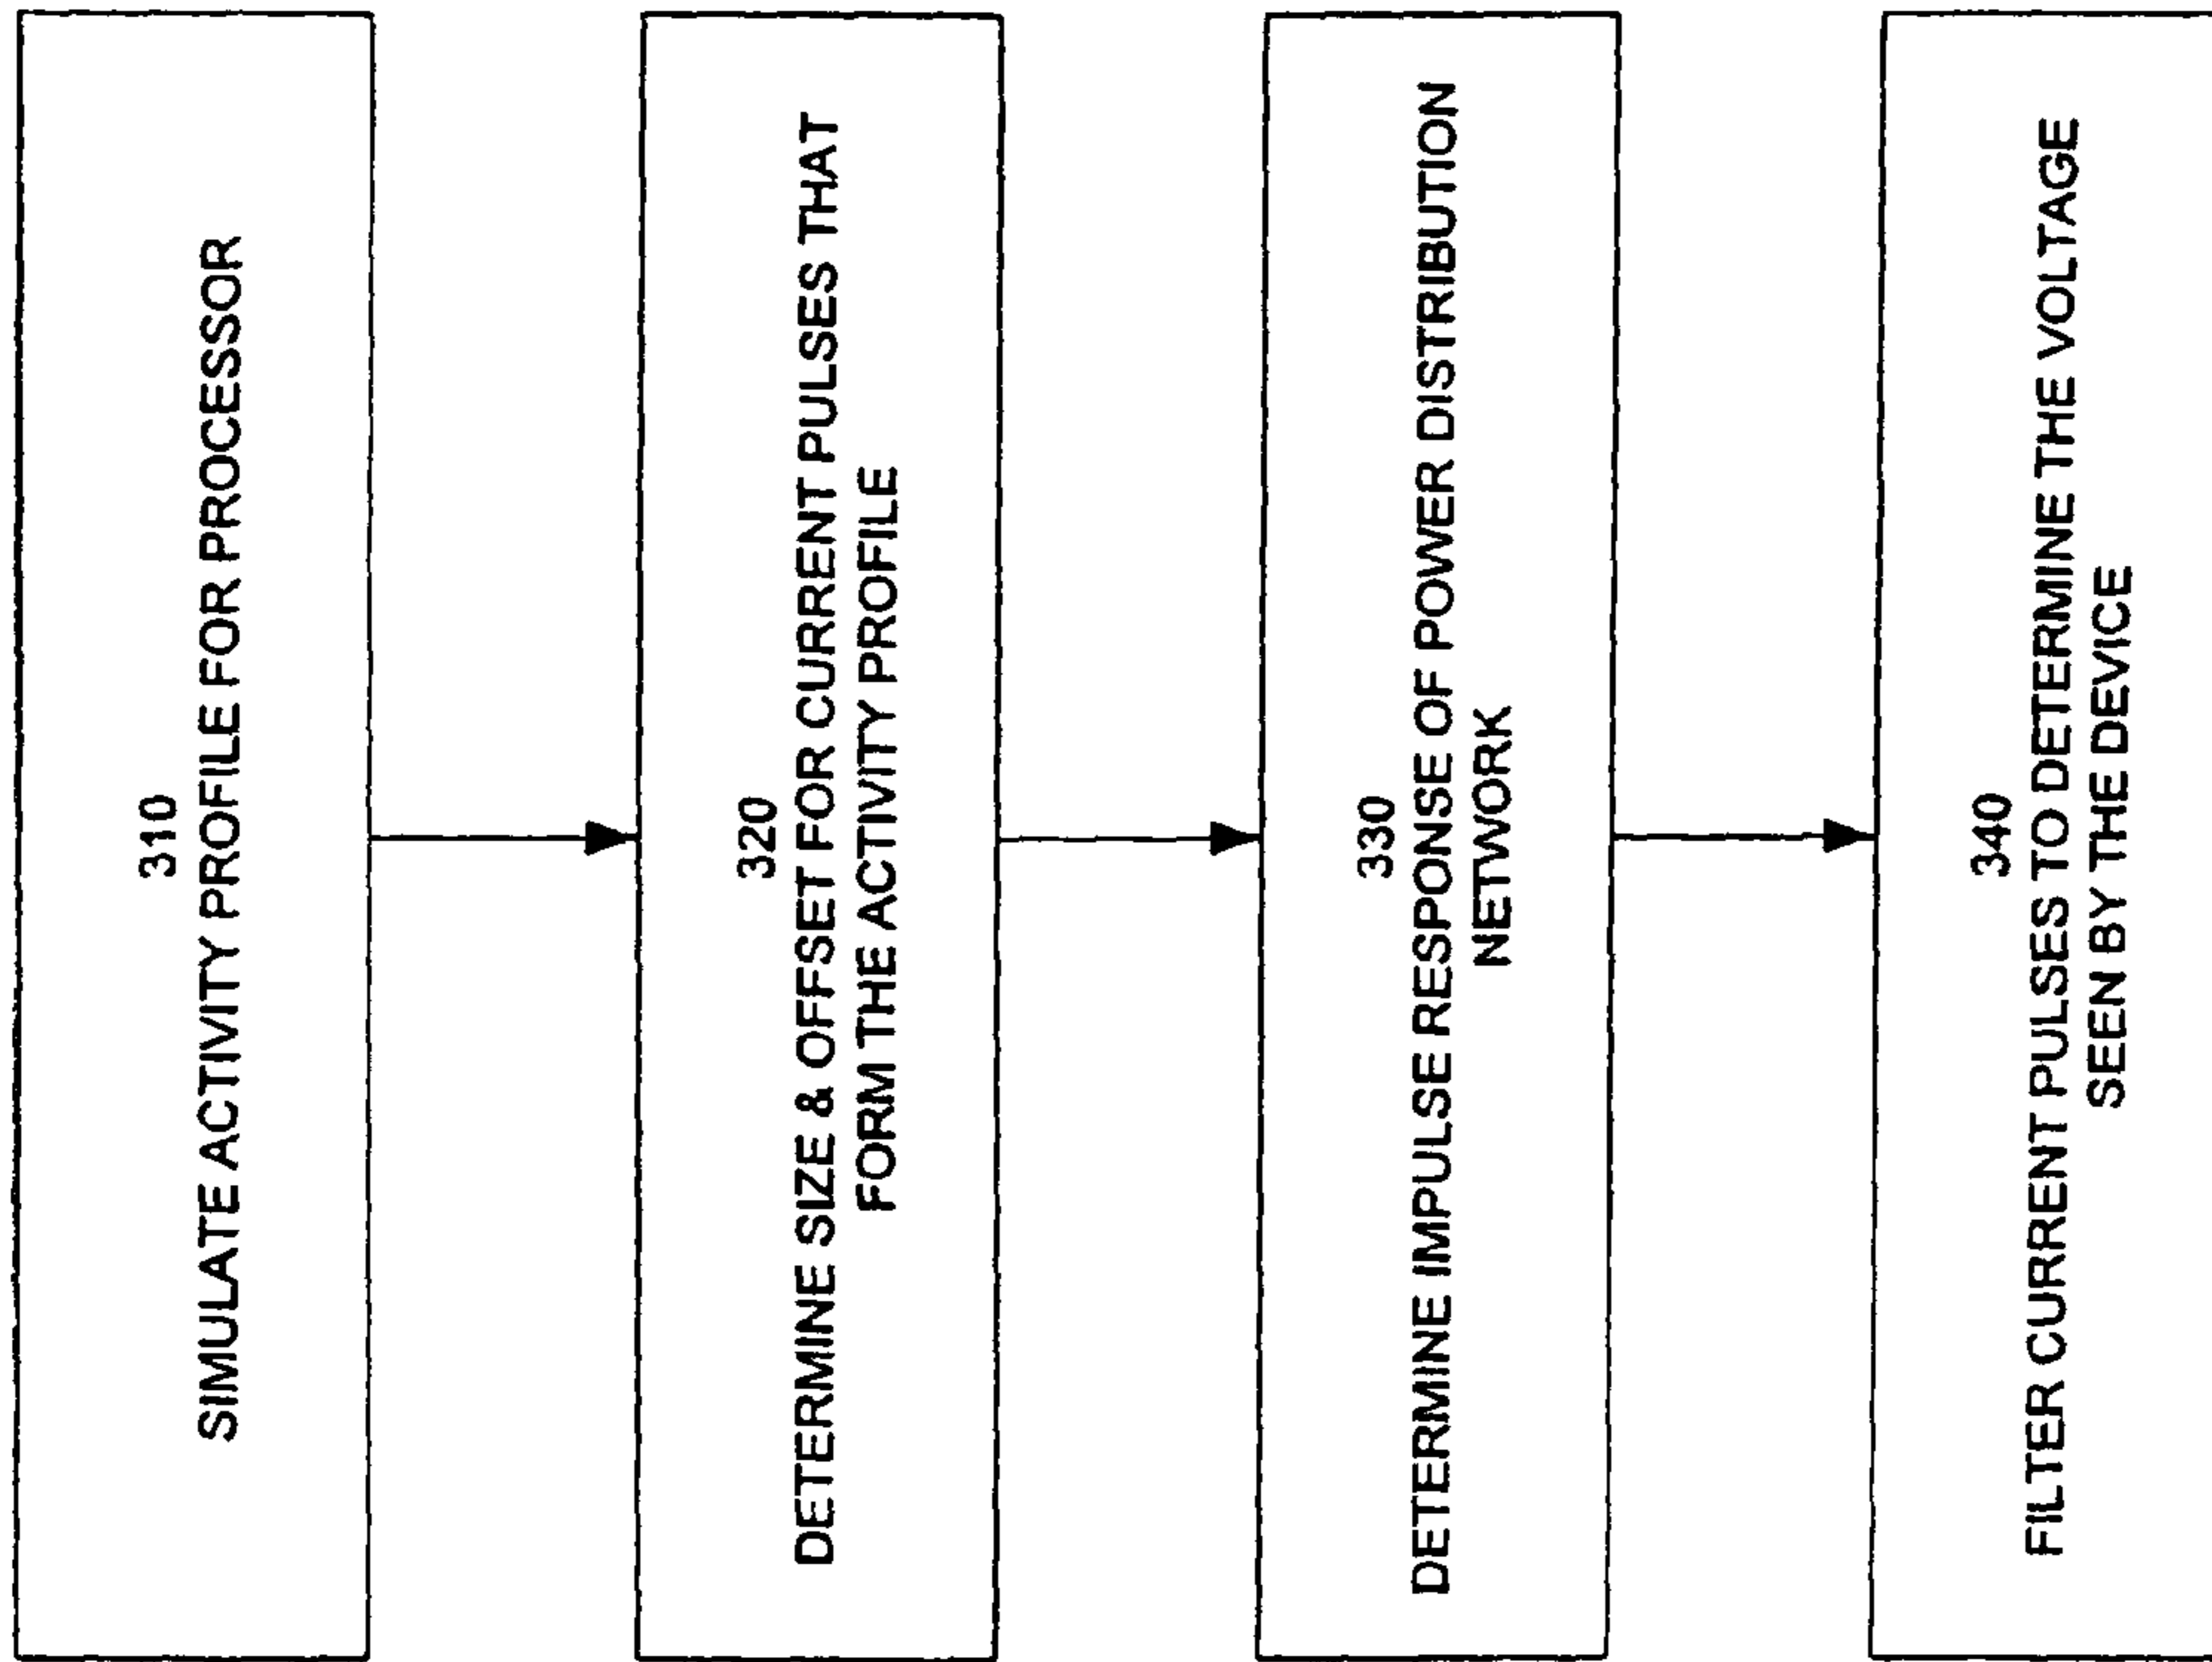 310
SIMULATE ACTIVITY PROFILE FOR PROCESSOR
320
DETERMINE SIZE & OFFSET FOR CURRENT PULSES THAT
FORM THE ACTIVITY PROFILE
330
DETERMINE IMPULSE RESPONSE OF POWER DISTRIBUTION
NETWORK
340
FILTER CURRENT PULSES TO DETERMINE THE VOLTAGE
SEEN BY THE DEVICE